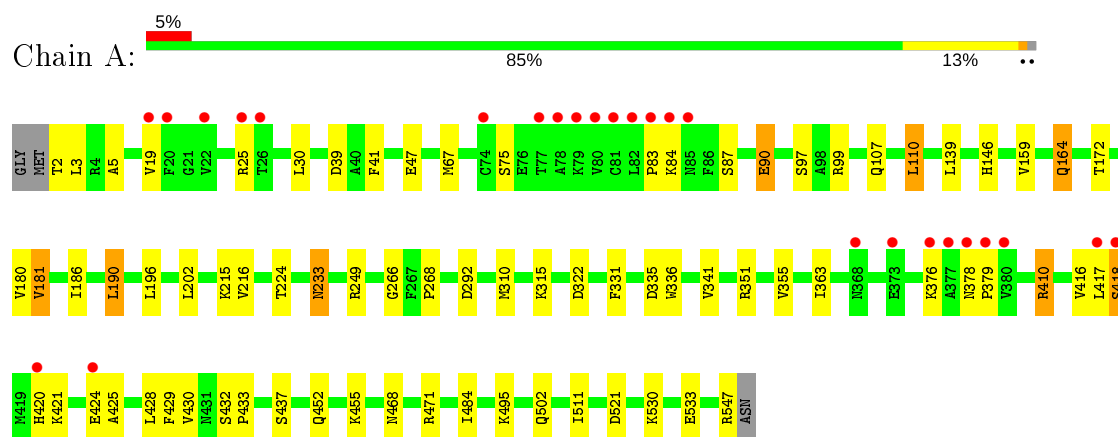 5%
Chain A:
85% 13% ••
GLY MET T2 L3 R4 A5 V19 F20 G21 V22 R25 T26 L30 D39 A40 F41 E47 M67 C74 S75 E76 T77 A78 K79 V80 C81 L82 P83 K84 N85 F86 S87 E90 S97 A98 R99 Q107 L110 L139 H146 V159 Q164 T172
V180 V181 I186 L190 L196 L202 K215 V216 T224 N233 R249 G266 F267 P268 D292 M310 K315 D322 F331 D335 W336 V341 R351 V355 I363 N368 E373 K376 A377 N378 P379 V380 R410 V416 L417 S418
M419 H420 K421 E424 A425 L428 F429 V430 N431 S432 P433 S437 Q452 K455 N468 R471 I484 K495 Q502 I511 D521 K530 E533 R547 ASN